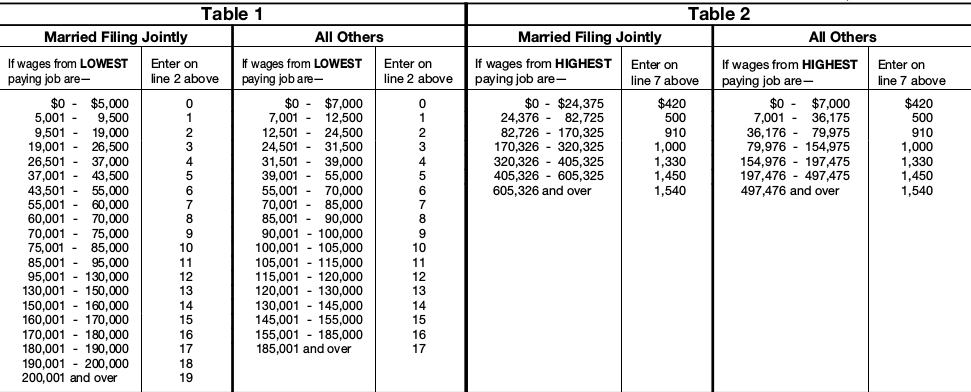 Table 1 Table 2
Married Filing Jointly All Others Married Filing Jointly All Others
If wages from LOWEST Enter on If wages from LOWEST Enter on If wages from HIGHEST Enter on If wages from HIGHEST Enter on
paying job are— line 2 above paying job are— line 2 above paying job are— line 7 above paying job are— line 7 above
$0 - $5,000 0 $0 - $7,000 0 $0 - $24,375 $420 $0 - $7,000 $420
5,001 - 9,500 1 7,001 - 12,500 1 24,376 - 82,725 500 7,001 - 36,175 500
9,501 - 19,000 2 12,501 - 24,500 2 82,726 - 170,325 910 36,176 - 79,975 910
19,001 - 26,500 3 24,501 - 31,500 3 170,326 - 320,325 1,000 79,976 - 154,975 1,000
26,501 - 37,000 4 31,501 - 39,000 4 320,326 - 405,325 1,330 154,976 - 197,475 1,330
37,001 - 43,500 5 39,001 - 55,000 5 405,326 - 605,325 1,450 197,476 - 497,475 1,450
43,501 - 55,000 6 55,001 - 70,000 6 605,326 and over 1,540 497,476 and over 1,540
55,001 - 60,000 7 70,001 - 85,000 7
60,001 - 70,000 8 85,001 - 90,000 8
70,001 - 75,000 9 90,001 - 100,000 9
75,001 - 85,000 10 100,001 - 105,000 10
85,001 - 95,000 11 105,001 - 115,000 11
95,001 - 130,000 12 115,001 - 120,000 12
130,001 - 150,000 13 120,001 - 130,000 13
150,001 - 160,000 14 130,001 - 145,000 14
160,001 - 170,000 15 145,001 - 155,000 15
170,001 - 180,000 16 155,001 - 185,000 16
180,001 - 190,000 17 185,001 and over 17
190,001 - 200,000 18
200,001 and over 19